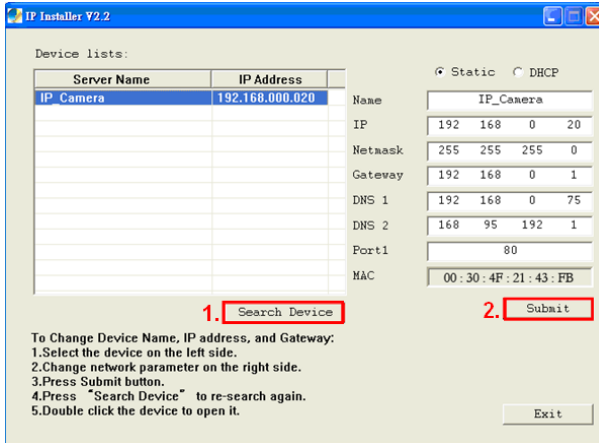 IP Installer V2.2
Device lists:
Server Name IP Address
IP_Camera 192.168.000.020
Static DHCP
Name IP_Camera
IP 192 168 0 20
Netmask 255 255 255 0
Gateway 192 168 0 1
DNS 1 192 168 0 75
DNS 2 168 95 192 1
Port1 80
MAC 00 : 30 : 4F : 21 : 43 : FB
1. Search Device
2. Submit
To Change Device Name, IP address, and Gateway:
1.Select the device on the left side.
2.Change network parameter on the right side.
3.Press Submit button.
4.Press “Search Device” to re-search again.
5.Double click the device to open it.
Exit